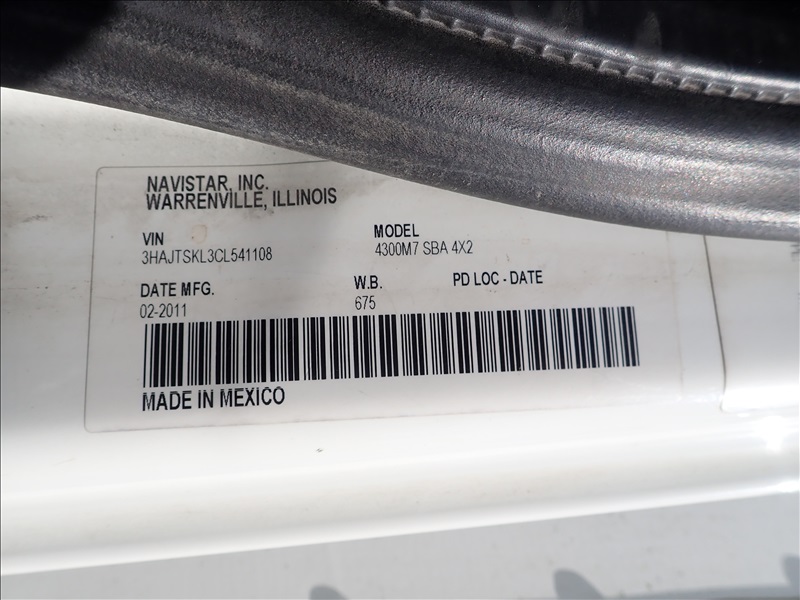 NAVISTAR, INC.
WARRENVILLE, ILLINOIS
VIN MODEL
3HAJTSKL3CL541108 4300M7 SBA 4X2
DATE MFG. W.B. PD LOC - DATE
02-2011 675
MADE IN MEXICO